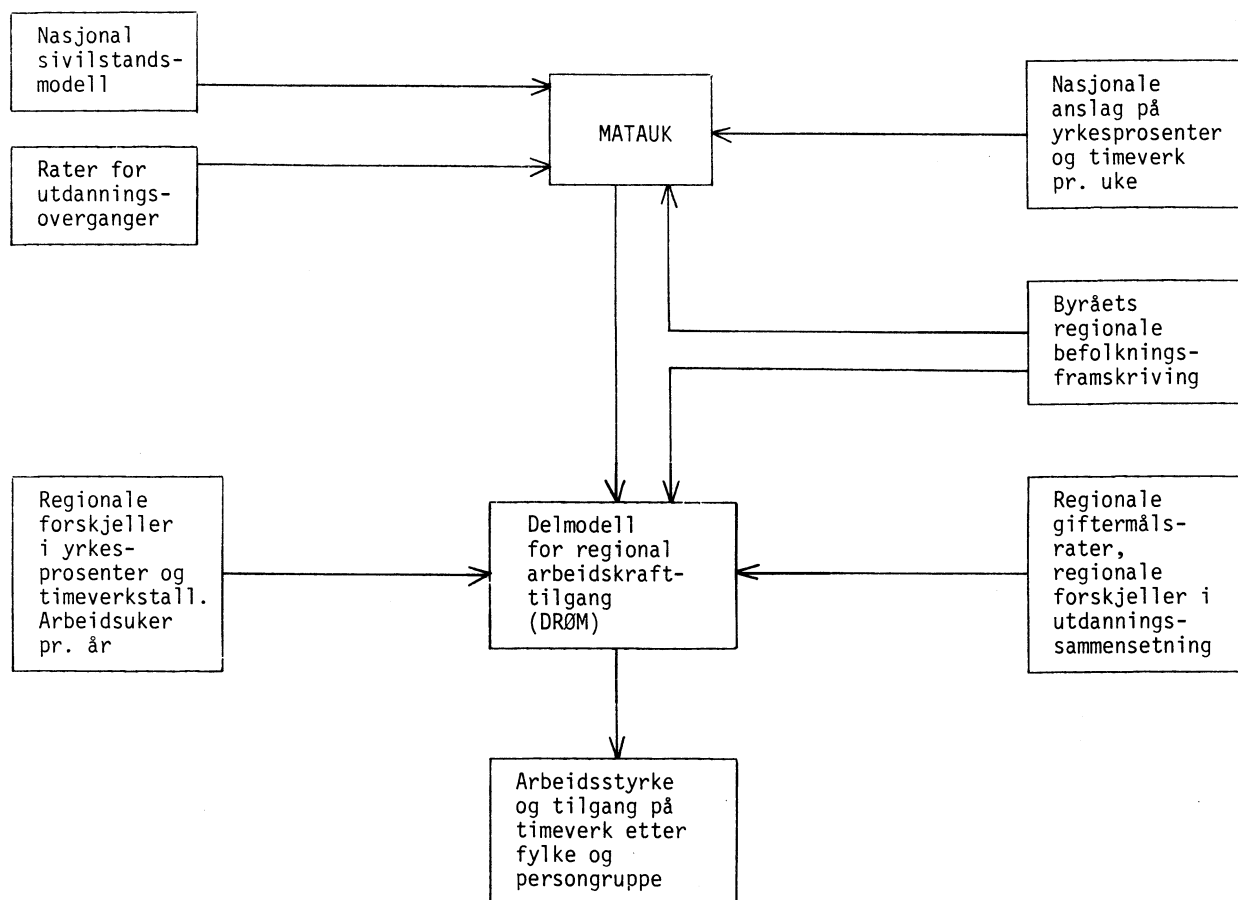 Nasjonal
sivilstands-
modell
MATAUK
Nasjonale
anslag på
yrkesprosenter
og timeverk
pr. uke
Rater for
utdannings-
overganger
Byråets
regionale
befolknings-
framskriving
Regionale
forskjeller
i yrkes-
prosenter og
timeverkstall.
Arbeidsuker
pr. år
Delmodell
for regional
arbeidskraft-
tilgang
(DRØM)
Regionale
giftermåls-
rater,
regionale
forskjeller i
utdannings-
sammensetning
Arbeidsstyrke
og tilgang på
timeverk etter
fylke og
persongruppe